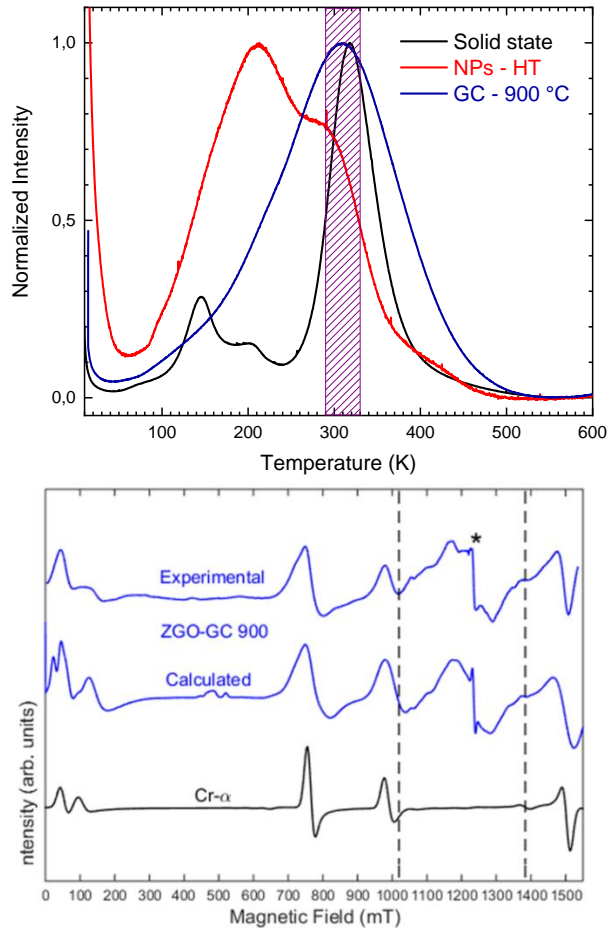 1,0
0,5
0,0
Normalized Intensity
Solid state
NPs - HT
GC - 900 °C
100 200 300 400 500 600
Temperature (K)
*
Experimental
ZGO-GC 900
Calculated
Cr-α
ntensity (arb. units)
0 100 200 300 400 500 600 700 800 900 1000 1100 1200 1300 1400 1500
Magnetic Field (mT)